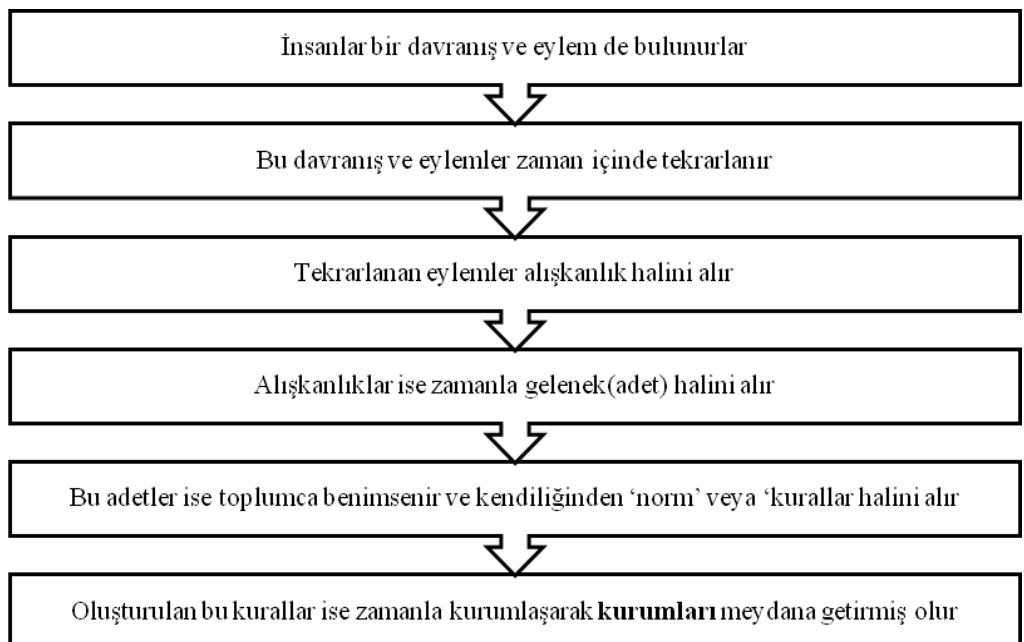 İnsanlar bir davranış ve eylem de bulunurlar
Bu davranış ve eylemler zaman içinde tekrarlanır
Tekrarlanan eylemler alışkanlık halini alır
Alışkanlıklar ise zamanla gelenek(adet) halini alır
Bu adetler ise toplumca benimsenir ve kendiliğinden ‘norm’ veya ‘kurallar halini alır
Oluşturulan bu kurallar ise zamanla kurumlaşarak kurumları meydana getirmiş olur